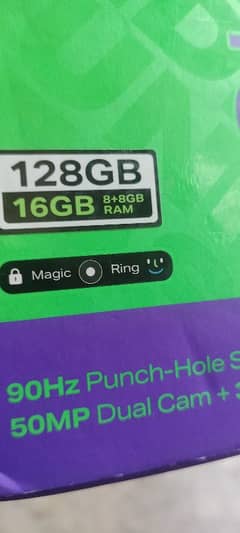 128GB
16GB 8+8GB RAM
Magic Ring
90Hz Punch-Hole
50MP Dual Cam +